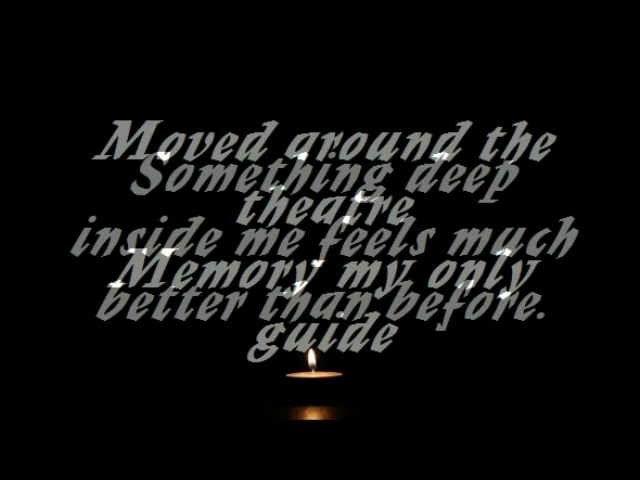 Moved around the
Something deep
theatre
inside me feels much
Memory my only
better than before.
guide